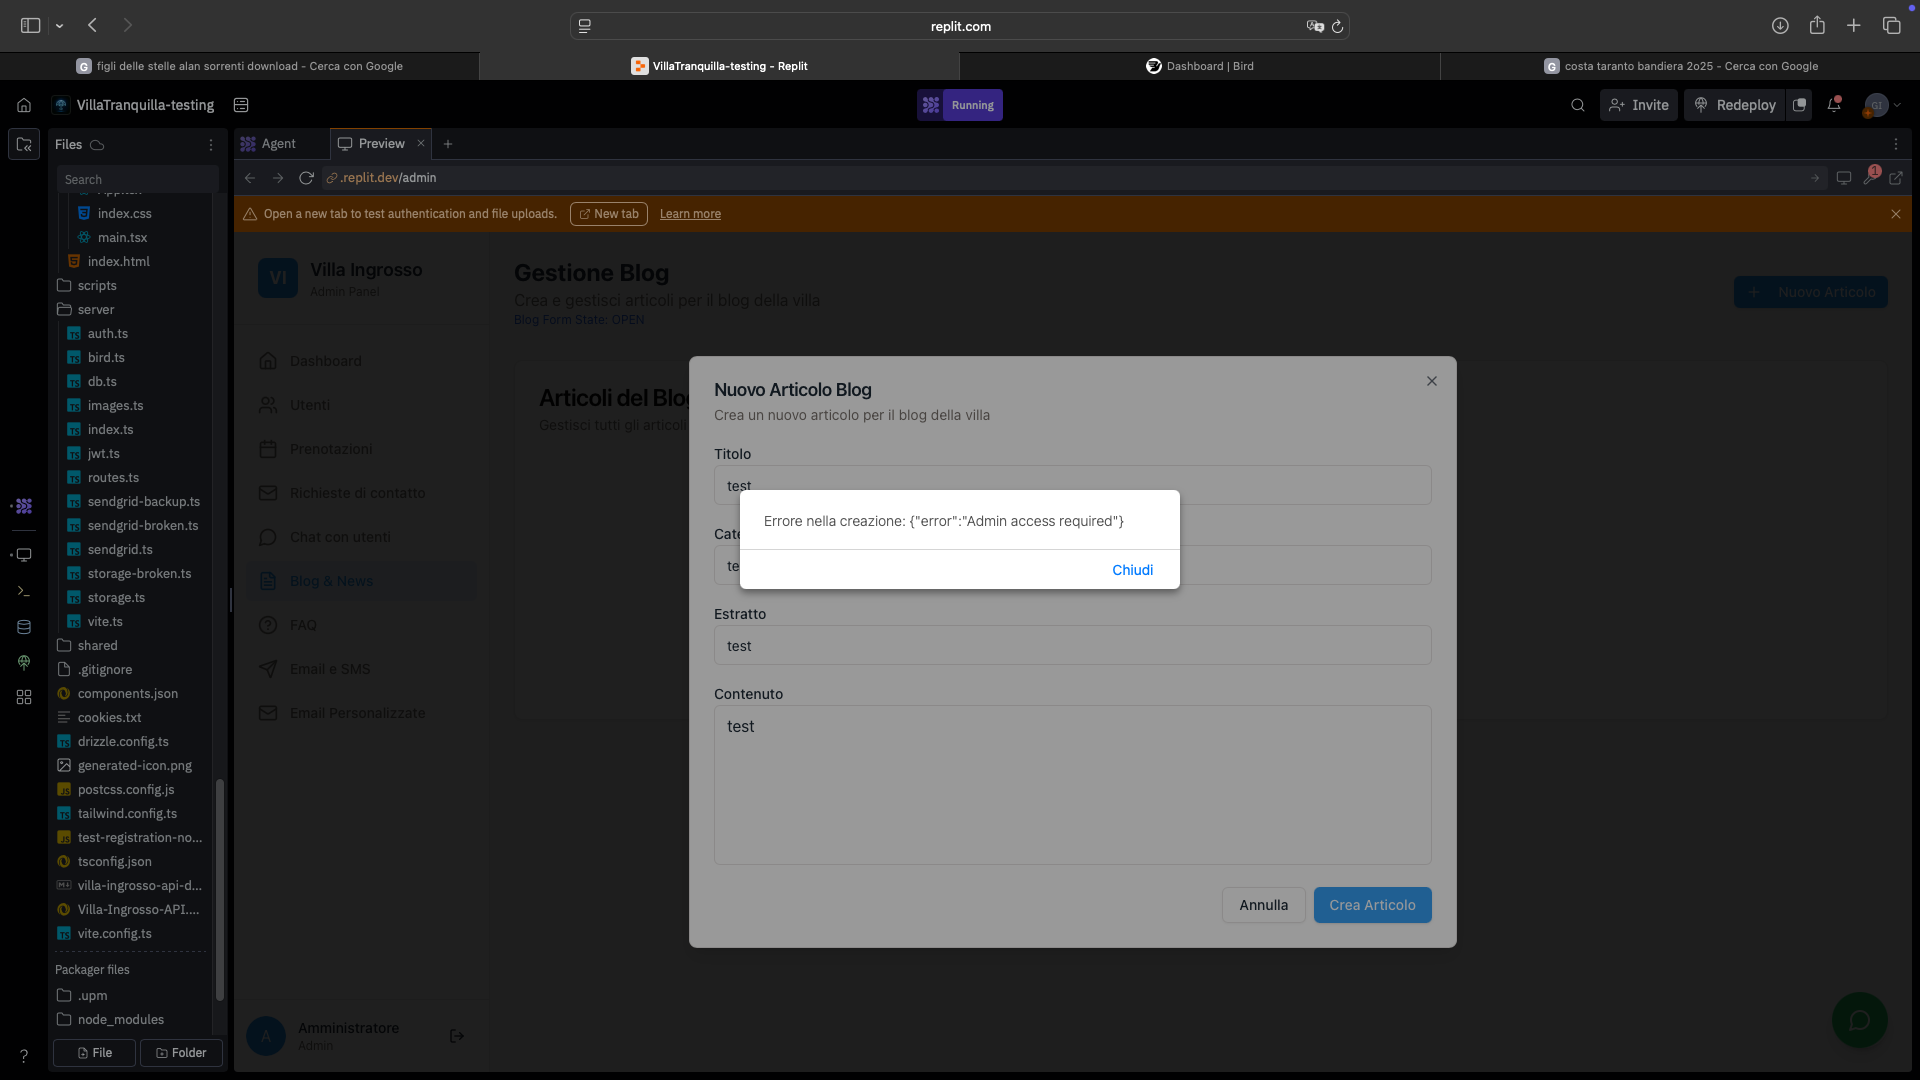 replit.com
figli delle stelle alan sorrenti download - Cerca con Google
VillaTranquilla-testing - Replit
Dashboard | Bird
costa taranto bandiera 2o25 - Cerca con Google
VillaTranquilla-testing
Running
Invite
Redeploy
GI
Files
Agent
Preview
Search
.replit.dev/admin
1
Open a new tab to test authentication and file uploads.
New tab
Learn more
index.css
main.tsx
index.html
scripts
server
auth.ts
bird.ts
db.ts
images.ts
index.ts
jwt.ts
routes.ts
sendgrid-backup.ts
sendgrid-broken.ts
sendgrid.ts
storage-broken.ts
storage.ts
vite.ts
shared
.gitignore
components.json
cookies.txt
drizzle.config.ts
generated-icon.png
postcss.config.js
tailwind.config.ts
test-registration-no...
tsconfig.json
villa-ingrosso-api-d...
Villa-Ingrosso-API....
vite.config.ts
Packager files
.upm
node_modules
File
Folder
VI
Villa Ingrosso
Admin Panel
Dashboard
Utenti
Prenotazioni
Richieste di contatto
Chat con utenti
Blog & News
FAQ
Email e SMS
Email Personalizzate
A
Amministratore
Admin
Gestione Blog
Crea e gestisci articoli per il blog della villa
Blog Form State: OPEN
Nuovo Articolo
Articoli del Blog
Gestisci tutti gli articoli
Nuovo Articolo Blog
Crea un nuovo articolo per il blog della villa
Titolo
test
Errore nella creazione: {"error":"Admin access required"}
Chiudi
Cate
te
Estratto
test
Contenuto
test
Annulla
Crea Articolo